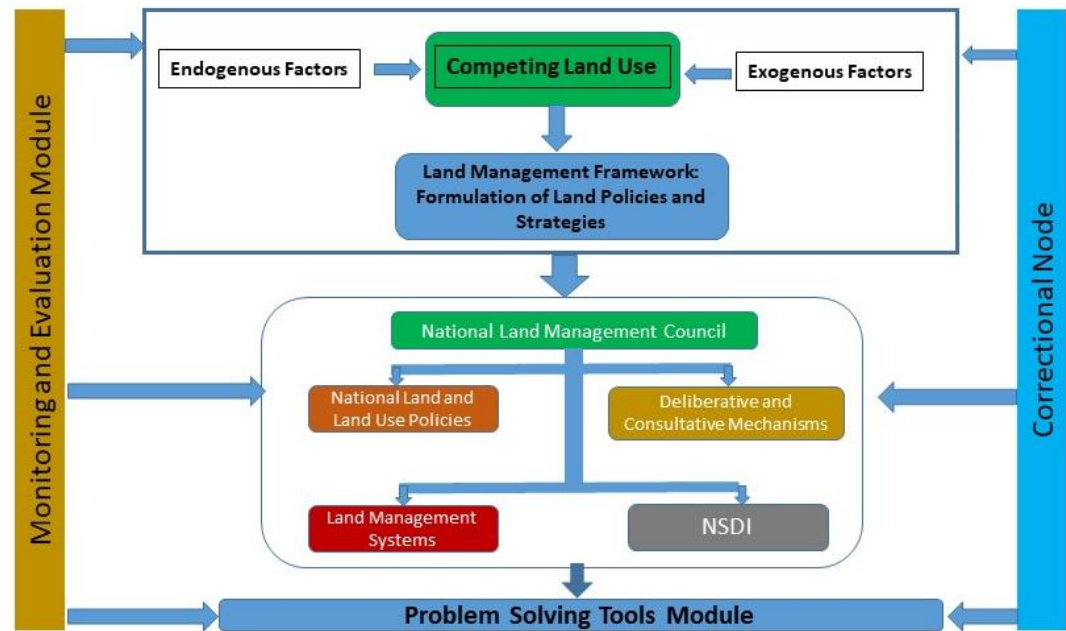 Monitoring and Evaluation Module
Endogenous Factors
Competing Land Use
Exogenous Factors
Land Management Framework:
Formulation of Land Policies and
Strategies
National Land Management Council
National Land and
Land Use Policies
Deliberative and
Consultative Mechanisms
Land Management
Systems
NSDI
Problem Solving Tools Module
Correctional Node